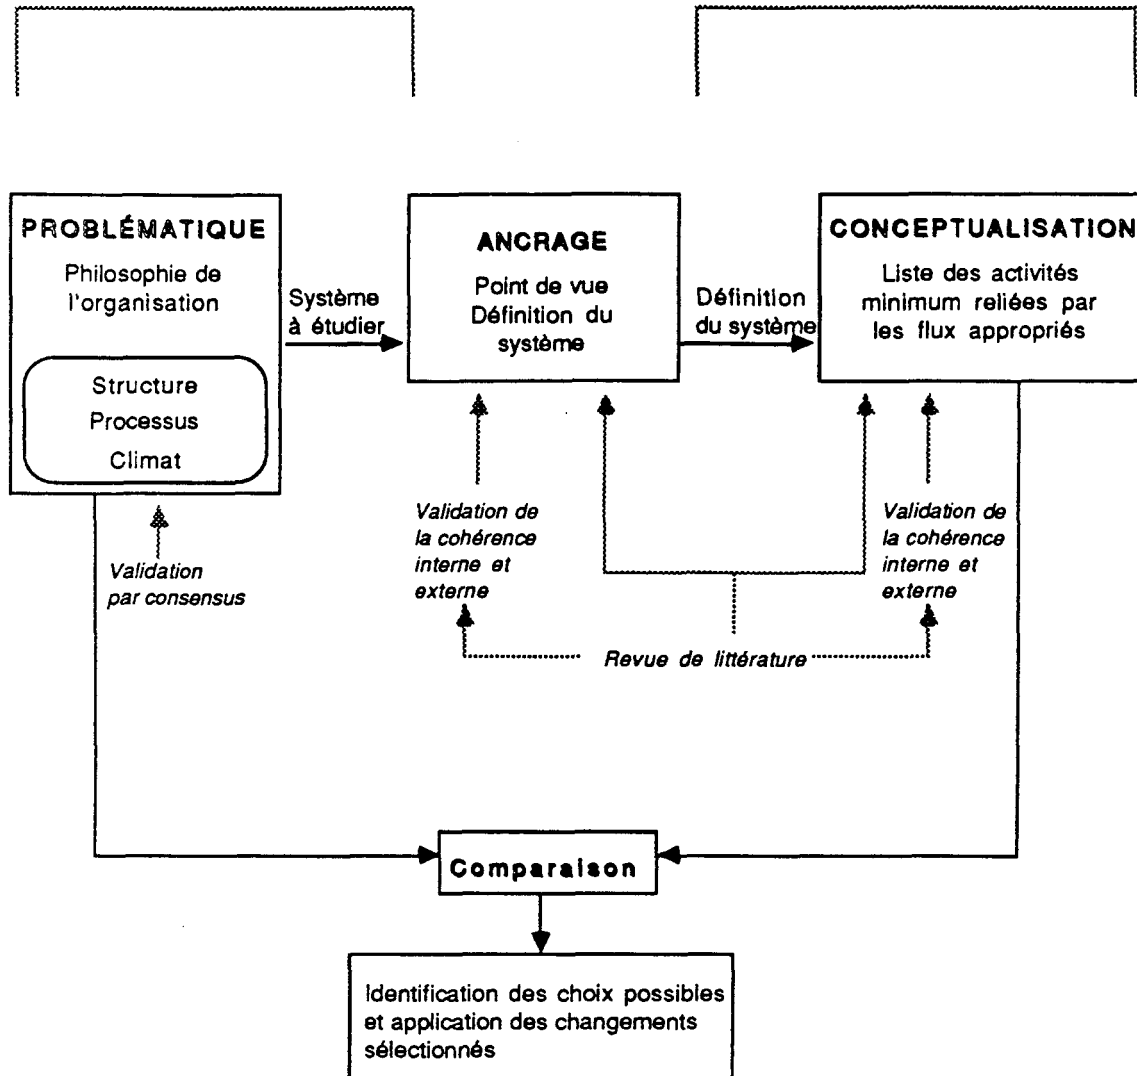 PROBLÉMATIQUE
Philosophie de
l'organisation
Structure
Processus
Climat
Système
à étudier
ANCRAGE
Point de vue
Définition du
système
Définition
du système
CONCEPTUALISATION
Liste des activités
minimum reliées par
les flux appropriés
Validation
par consensus
Validation de
la cohérence
interne et
externe
Validation de
la cohérence
interne et
externe
Revue de littérature
Comparaison
Identification des choix possibles
et application des changements
sélectionnés